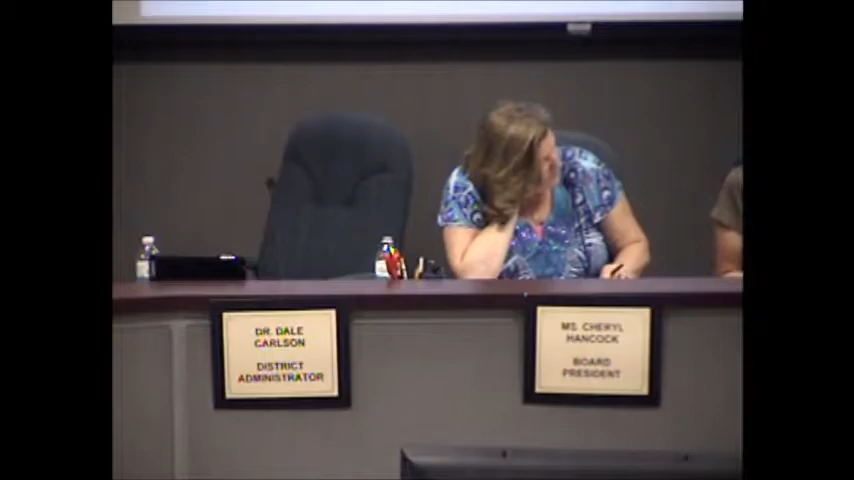 DR. DALE
CARLSON
DISTRICT
ADMINISTRATOR
MS. CHERYL
HANCOCK
BOARD
PRESIDENT